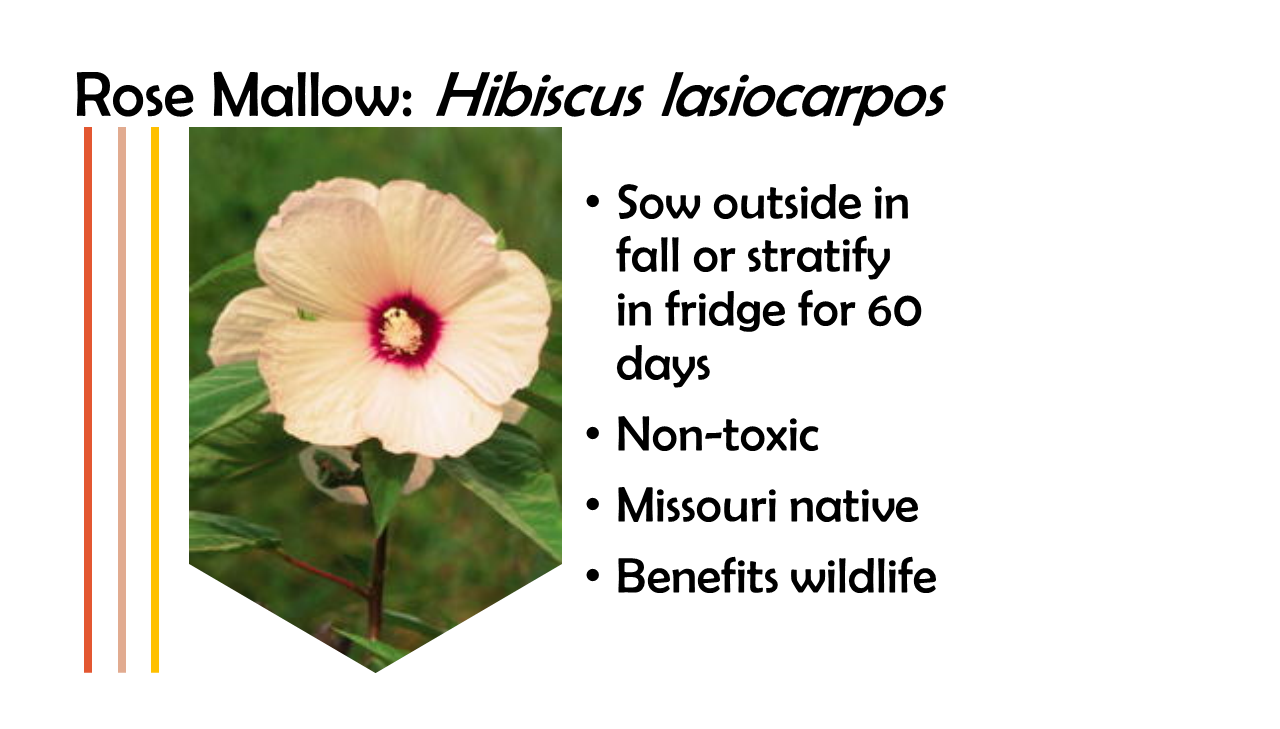 Rose Mallow: Hibiscus lasiocarpos
• Sow outside in
fall or stratify
in fridge for 60
days
• Non-toxic
• Missouri native
• Benefits wildlife